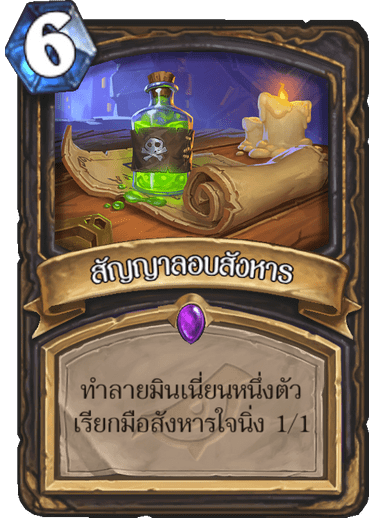 6
สัญญาลอบสังหาร
ทำลายมินเนี่ยนหนึ่งตัว
เรียกมือสังหารใจนิ่ง 1/1